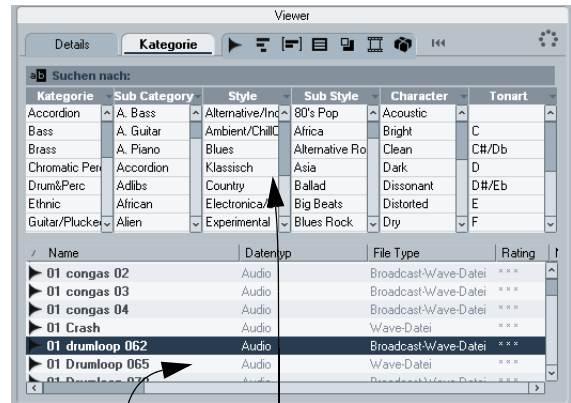 Viewer
Details Kategorie
Suchen nach:
Kategorie Sub Category Style Sub Style Character Tonart
Accordion A. Bass Alternative/Ind 80's Pop Acoustic
Bass A. Guitar Ambient/ChillC Africa Bright C
Brass A. Piano Blues Alternative Ro Clean C#/Db
Chromatic Perc Accordion Klassisch Asia Dark D
Drum&Perc Adlibs Country Ballad Dissonant D#/Eb
Ethnic African Electronica/ Big Beats Distorted E
Guitar/Plucke Alien Experimental Blues Rock Dry F
Name Datentyp File Type Rating
01 congas 02 Audio Broadcast-Wave-Datei
01 congas 03 Audio Broadcast-Wave-Datei
01 congas 04 Audio Broadcast-Wave-Datei
01 Crash Audio Wave-Datei
01 drumloop 062 Audio Broadcast-Wave-Datei
01 Drumloop 065 Audio Wave-Datei